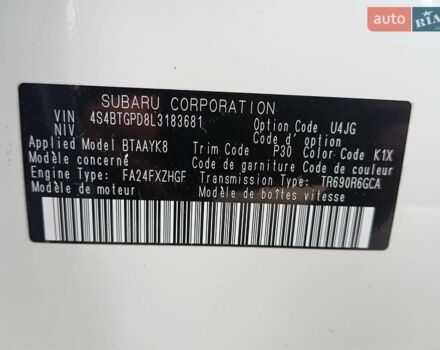 auto RIA
SUBARU CORPORATION
VIN 4S4BTGPD8L3183681 Option Code U4JG
NIV Code d' option
Applied Model BTAAYK8 Trim Code P30 Color Code K1X
Modèle concerné Code de garniture Code de couleur
Engine Type: FA24FXZHGF Transmission Type: TH690R6GCA
Modèle de moteur Modèle de boîtes vitesse